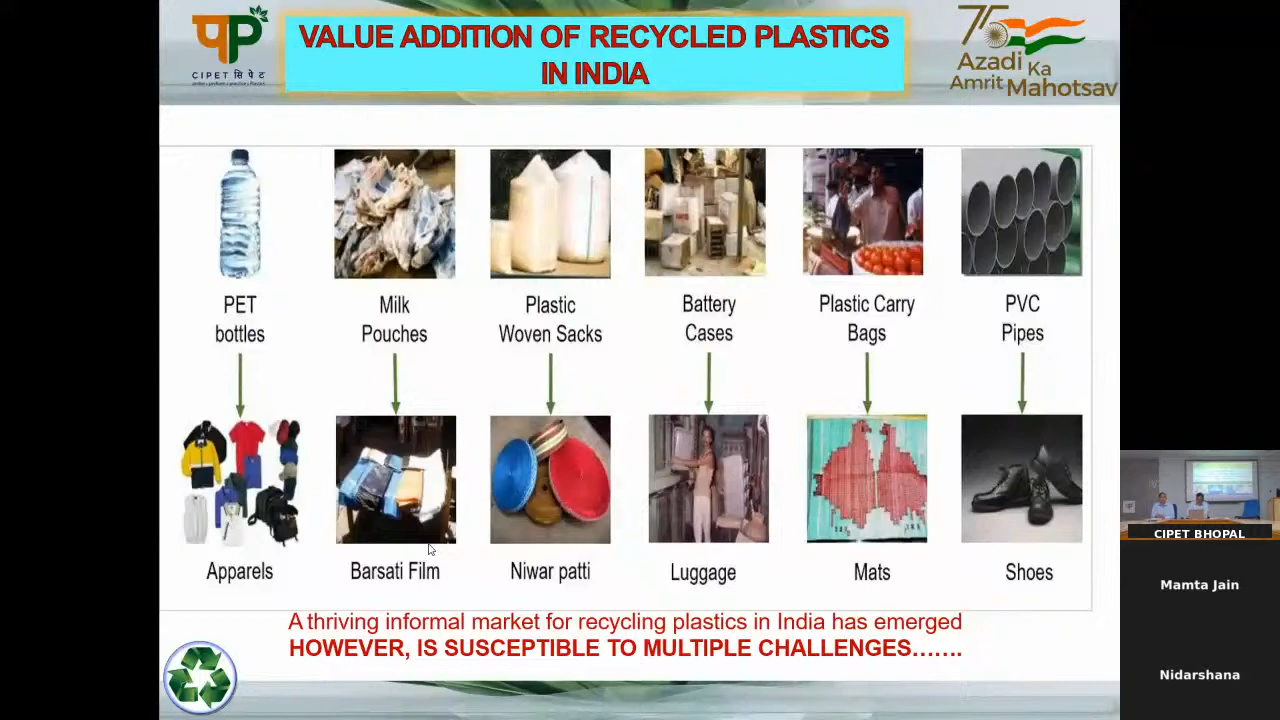 CIPET सिपेट
VALUE ADDITION OF RECYCLED PLASTICS
IN INDIA
75
Azadi
Ka
Amrit
Mahotsav
PET
bottles
Milk
Pouches
Plastic
Woven Sacks
Battery
Cases
Plastic Carry
Bags
PVC
Pipes
Apparels
Barsati Film
Niwar patti
Luggage
Mats
Shoes
A thriving informal market for recycling plastics in India has emerged
HOWEVER, IS SUSCEPTIBLE TO MULTIPLE CHALLENGES…….
CIPET BHOPAL
Mamta Jain
Nidarshana